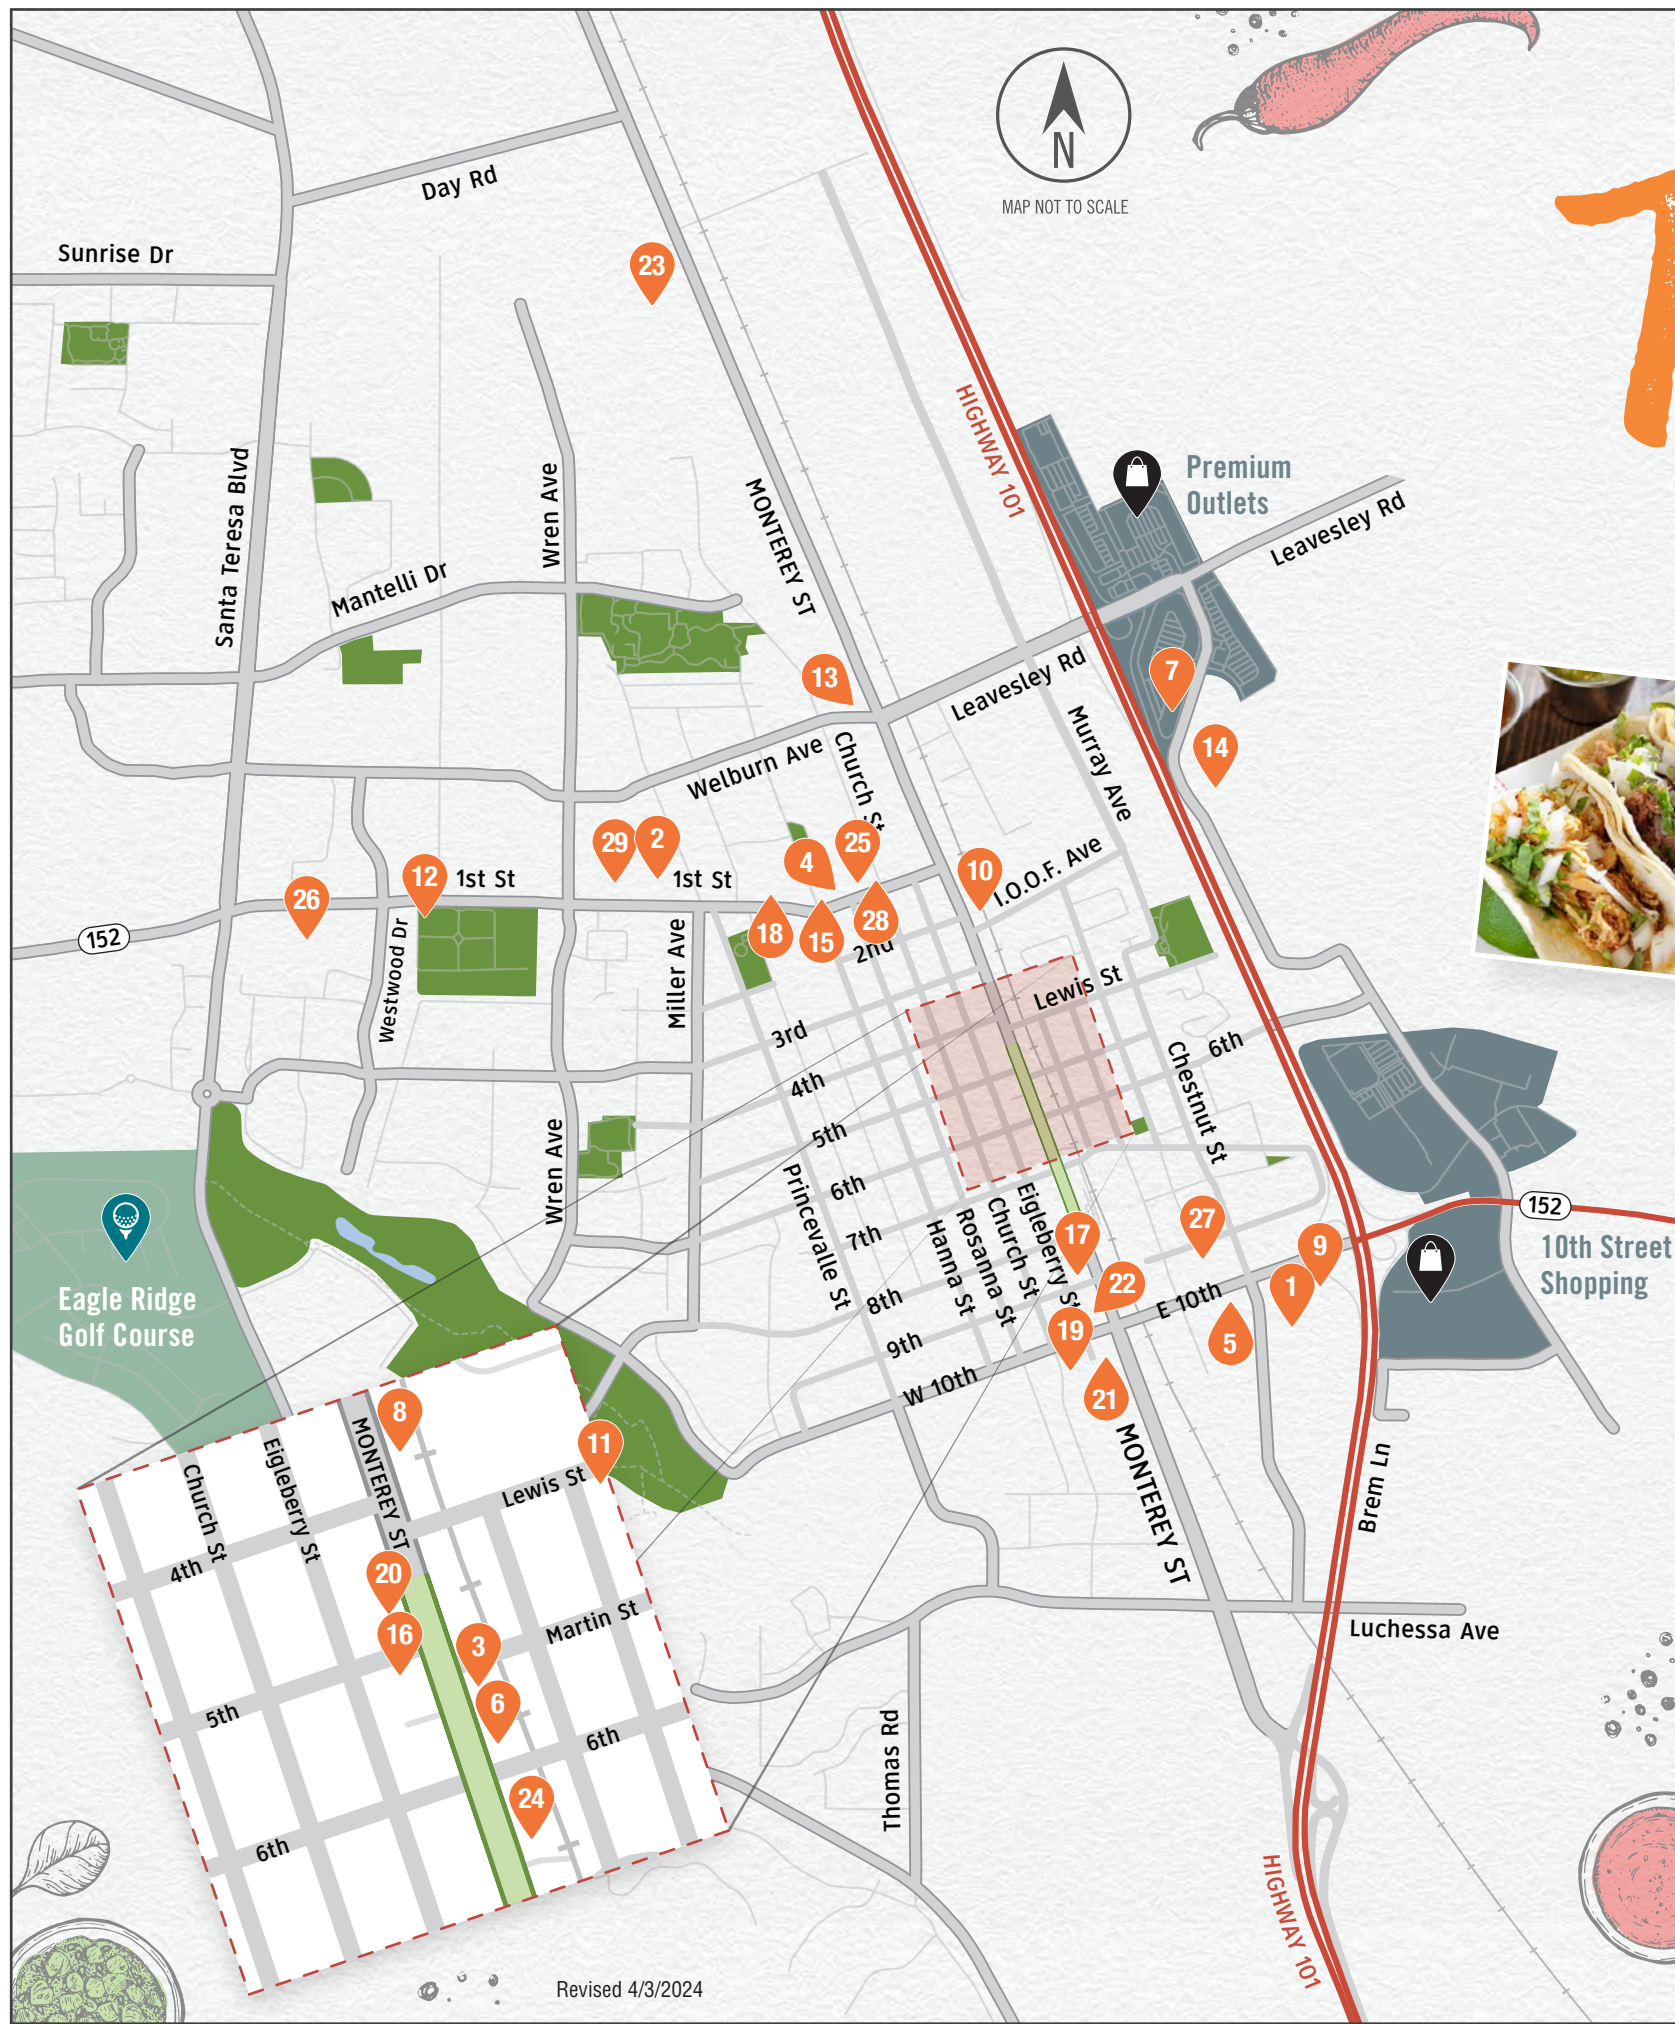 N
MAP NOT TO SCALE
T
Day Rd
Sunrise Dr
23
HIGHWAY 101
Premium
Outlets
Leavesley Rd
Santa Teresa Blvd
Wren Ave
MONTEREY ST
Mantelli Dr
13
Leavesley Rd
7
14
Murray Ave
Welburn Ave
Church St
29
2
4
25
10
I.O.O.F. Ave
26
12
1st St
1st St
152
18
15
28
2nd
Westwood Dr
Miller Ave
Lewis St
3rd
4th
5th
6th
7th
8th
9th
6th
Chestnut St
Wren Ave
Princevalle St
Hanna St
Rosanna St
Church St
Eigleberry St
17
27
9
152
10th Street
Shopping
22
1
E 10th
19
5
21
W 10th
Eagle Ridge
Golf Course
8
11
MONTEREY ST
Eigleberry St
Church St
Lewis St
4th
20
16
3
Martin St
6
5th
6th
24
6th
MONTEREY ST
Brem Ln
Luchessa Ave
Thomas Rd
HIGHWAY 101
Revised 4/3/2024